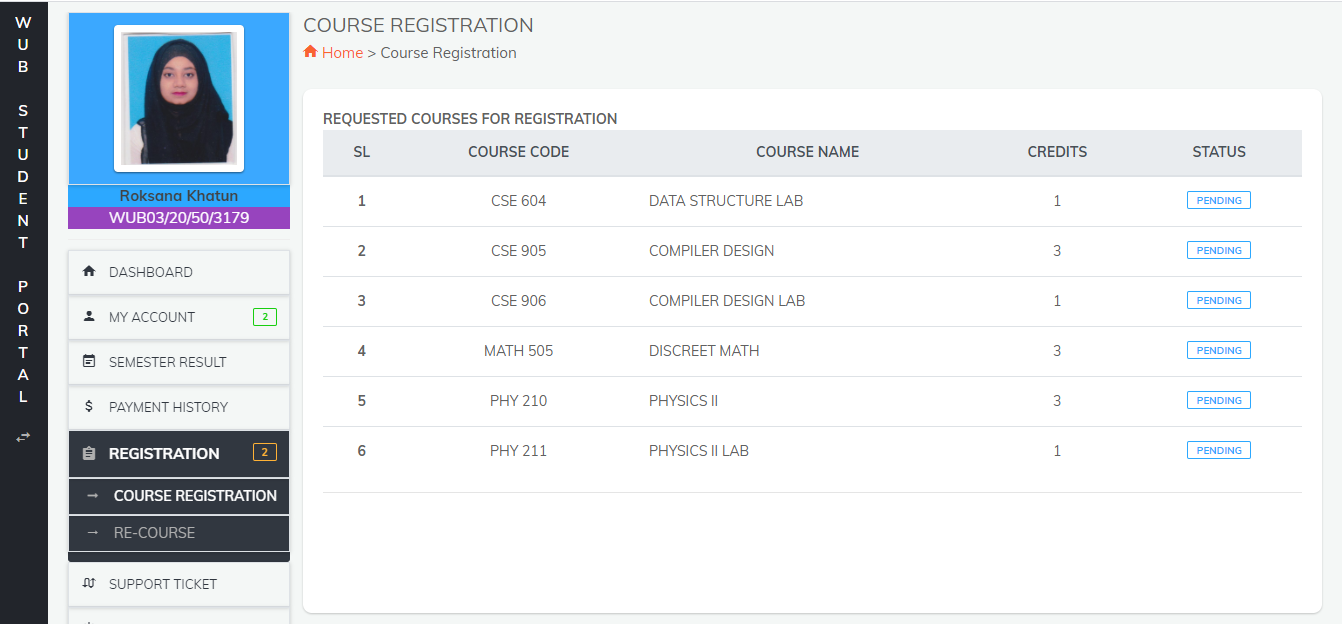 WUB STUDENT PORTAL
Roksana Khatun
WUB03/20/50/3179
DASHBOARD
MY ACCOUNT 2
SEMESTER RESULT
PAYMENT HISTORY
REGISTRATION 2
COURSE REGISTRATION
RE-COURSE
SUPPORT TICKET
COURSE REGISTRATION
Home > Course Registration
REQUESTED COURSES FOR REGISTRATION
SL COURSE CODE COURSE NAME CREDITS STATUS
1 CSE 604 DATA STRUCTURE LAB 1 PENDING
2 CSE 905 COMPILER DESIGN 3 PENDING
3 CSE 906 COMPILER DESIGN LAB 1 PENDING
4 MATH 505 DISCREET MATH 3 PENDING
5 PHY 210 PHYSICS II 3 PENDING
6 PHY 211 PHYSICS II LAB 1 PENDING